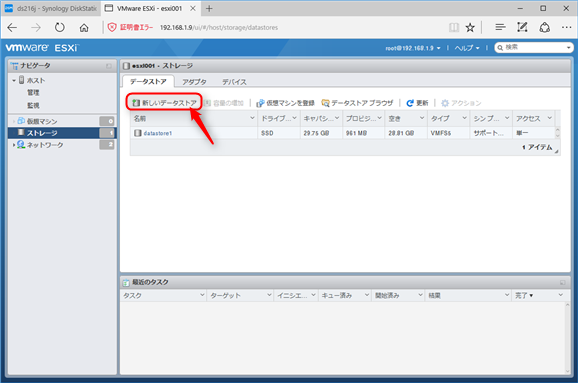 ds216j - Synology DiskStatio
VMware ESXi - esxi001
証明書エラー 192.168.1.9/ui/#/host/storage/datastores
vmware ESXi root@192.168.1.9 ヘルプ 検索
ナビゲータ
esxi001 - ストレージ
ホスト
管理
監視
仮想マシン 0
ストレージ 1
ネットワーク 2
データストア アダプタ デバイス
新しいデータストア 容量の増加 仮想マシンを登録 データストア ブラウザ 更新 アクション
名前 ドライブ... キャパシ... プロビジ... 空き タイプ シン プ... アクセス
datastore1 SSD 29.75 GB 961 MB 28.81 GB VMFS5 サポート... 単一
1 アイテム
最近のタスク
タスク ターゲット イニシエ... キュー済み 開始済み 結果 完了